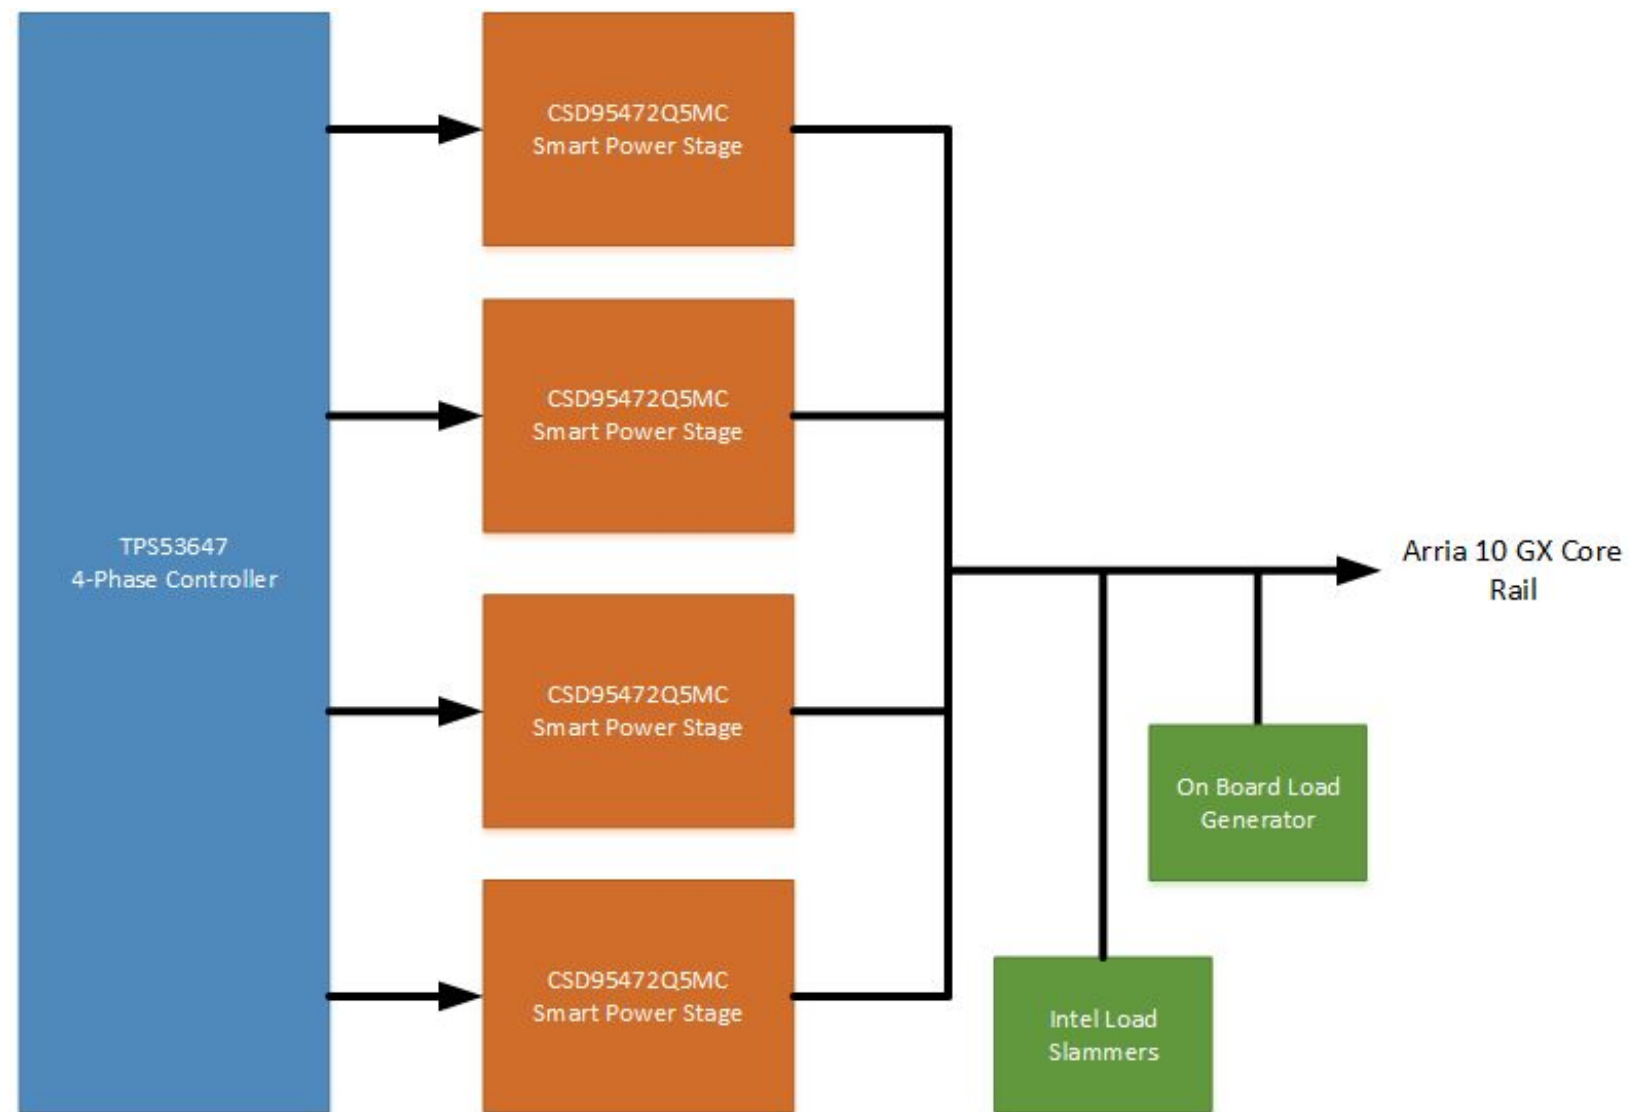 CSD95472Q5MC
Smart Power Stage
CSD95472Q5MC
Smart Power Stage
TPS53647
4-Phase Controller
Arria 10 GX Core
Rail
CSD95472Q5MC
Smart Power Stage
On Board Load
Generator
CSD95472Q5MC
Smart Power Stage
Intel Load
Slammers